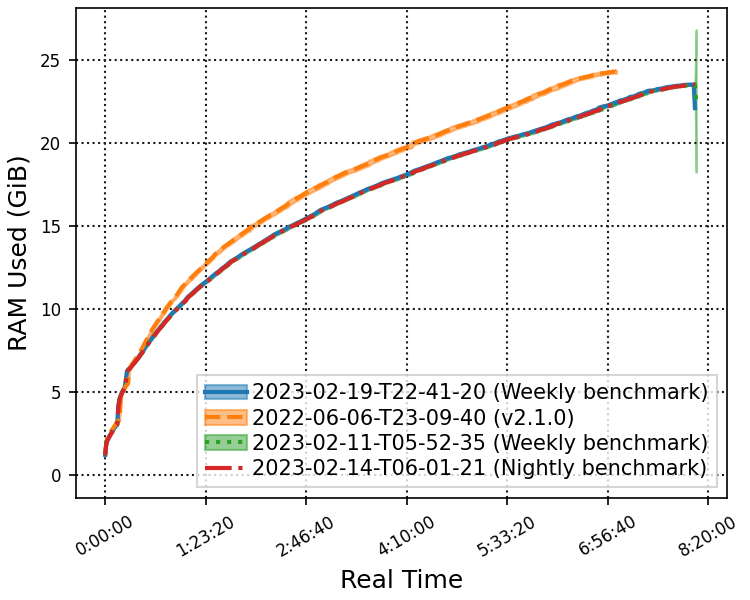 RAM Used (GiB)
25
20
15
10
5
0
2023-02-19-T22-41-20 (Weekly benchmark)
2022-06-06-T23-09-40 (v2.1.0)
2023-02-11-T05-52-35 (Weekly benchmark)
2023-02-14-T06-01-21 (Nightly benchmark)
0:00:00
1:23:20
2:46:40
4:10:00
5:33:20
6:56:40
8:20:00
Real Time